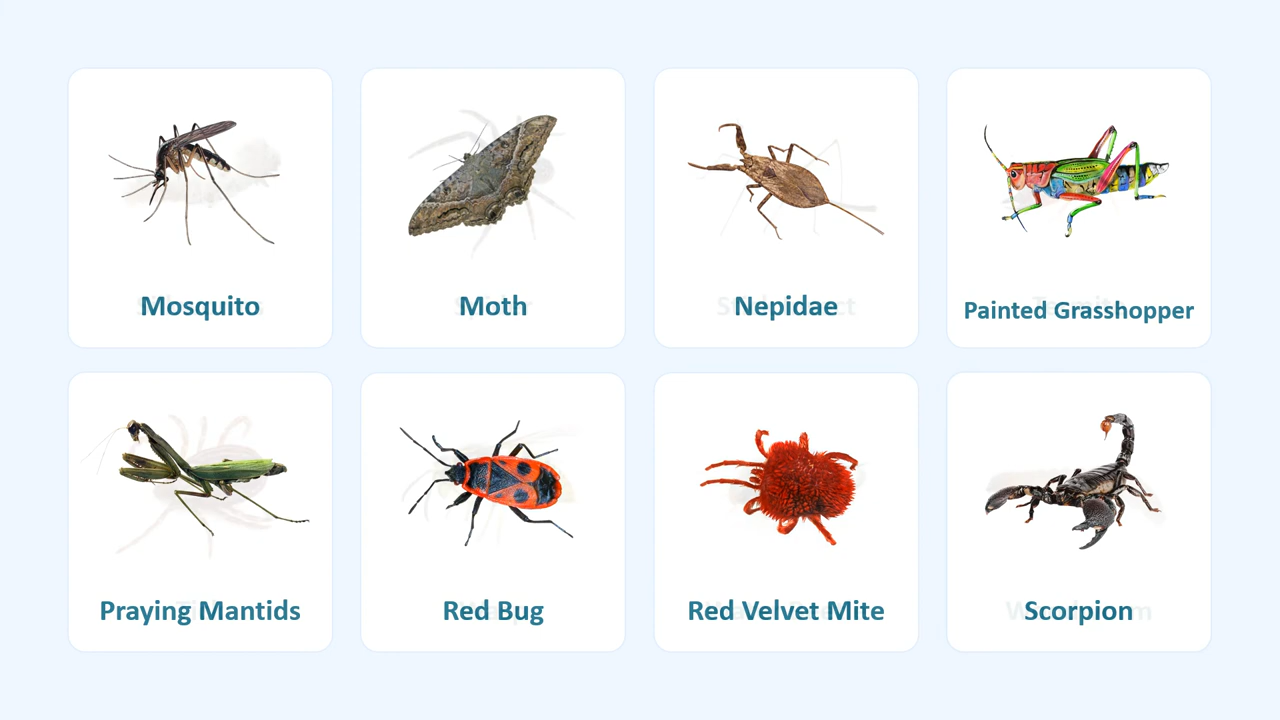 Mosquito
Moth
Nepidae
Painted Grasshopper
Praying Mantids
Red Bug
Red Velvet Mite
Scorpion